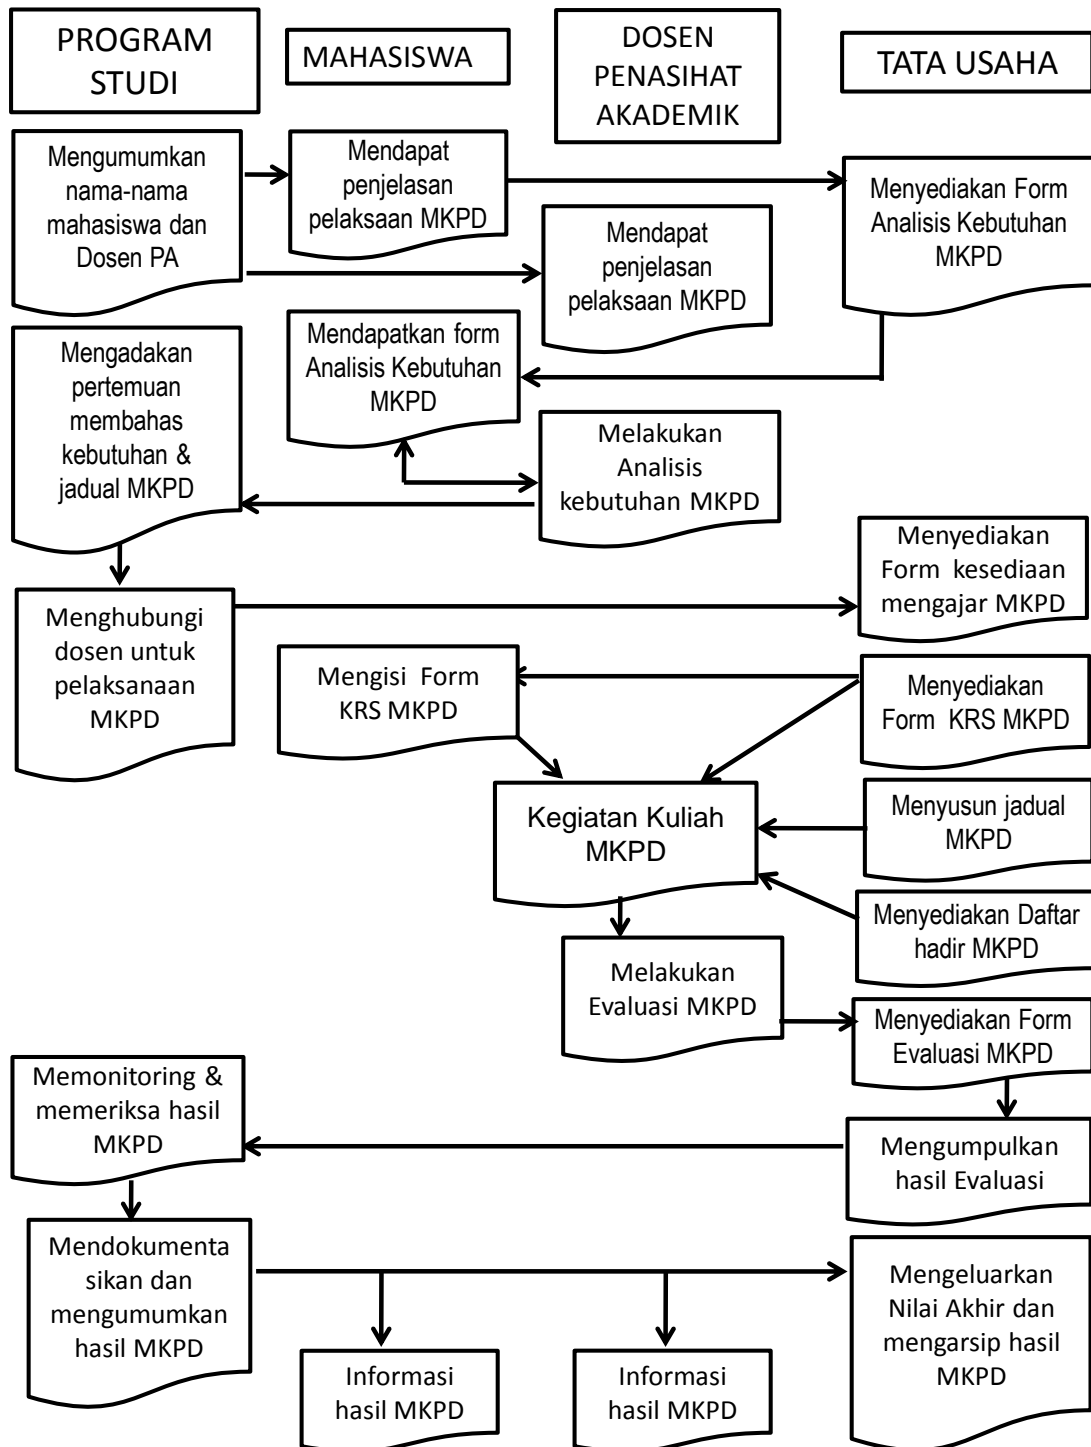 PROGRAM
STUDI
MAHASISWA
DOSEN
PENASIHAT
AKADEMIK
TATA USAHA
Mengumumkan
nama-nama
mahasiswa dan
Dosen PA
Mendapat
penjelasan
pelaksaan MKPD
Menyediakan Form
Analisis Kebutuhan
MKPD
Mendapat
penjelasan
pelaksaan MKPD
Mengadakan
pertemuan
membahas
kebutuhan &
jadual MKPD
Mendapatkan form
Analisis Kebutuhan
MKPD
Melakukan
Analisis
kebutuhan MKPD
Menyediakan
Form kesediaan
mengajar MKPD
Menghubungi
dosen untuk
pelaksanaan
MKPD
Mengisi Form
KRS MKPD
Menyediakan
Form KRS MKPD
Kegiatan Kuliah
MKPD
Menyusun jadual
MKPD
Menyediakan Daftar
hadir MKPD
Melakukan
Evaluasi MKPD
Menyediakan Form
Evaluasi MKPD
Memonitoring &
memeriksa hasil
MKPD
Mengumpulkan
hasil Evaluasi
Mendokumenta
sikan dan
mengumumkan
hasil MKPD
Informasi
hasil MKPD
Informasi
hasil MKPD
Mengeluarkan
Nilai Akhir dan
mengarsip hasil
MKPD